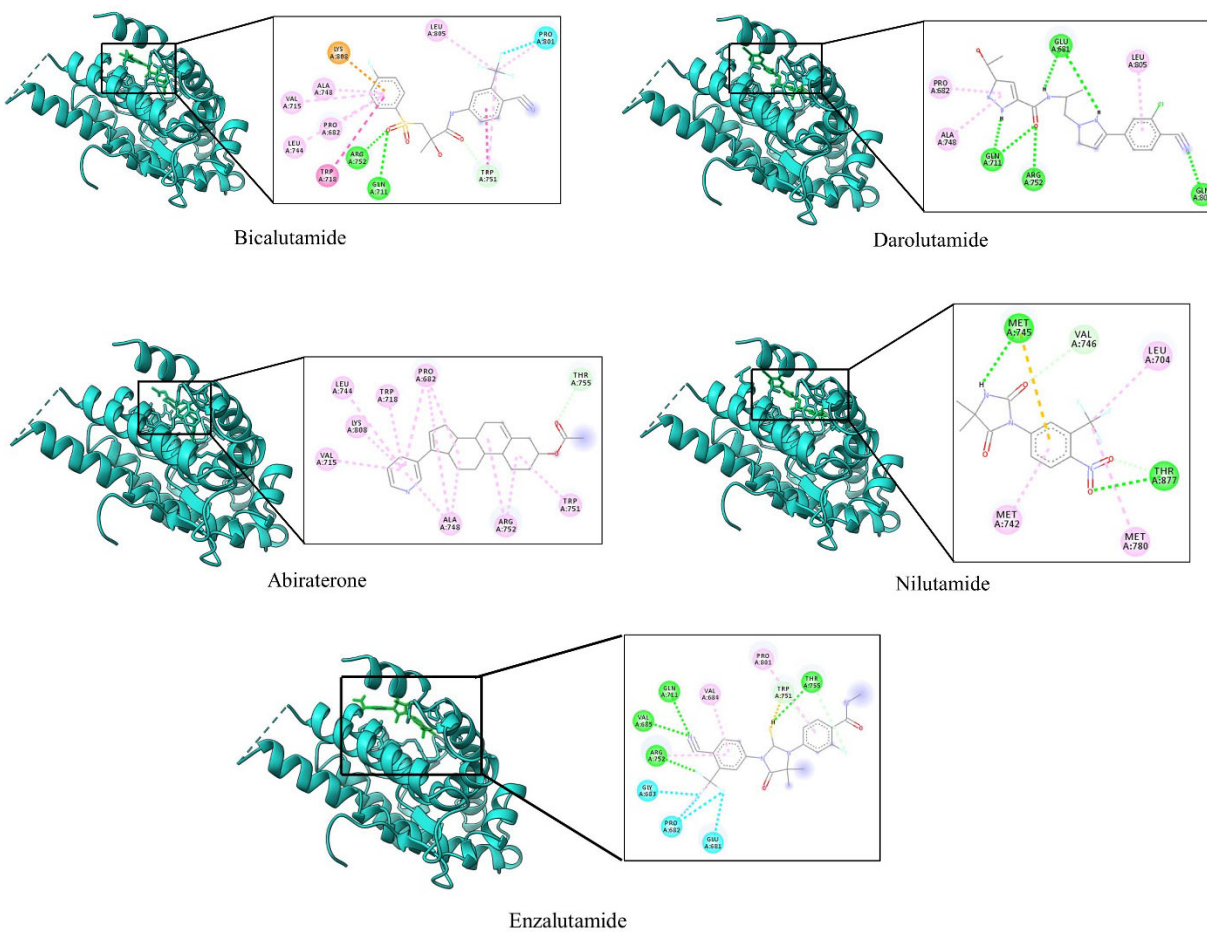 LEU
A:805
PRO
A:801
LYS
A:808
ALA
A:748
VAL
A:715
PRO
A:682
LEU
A:744
TRP
A:718
ARG
A:752
GLN
A:711
TRP
A:751
Bicalutamide
GLU
A:681
LEU
A:805
PRO
A:682
ALA
A:748
GLN
A:711
ARG
A:752
Darolutamide
PRO
A:682
THR
A:755
LEU
A:744
TRP
A:718
LYS
A:808
VAL
A:715
ALA
A:748
ARG
A:752
TRP
A:751
Abiraterone
MET
A:745
VAL
A:746
LEU
A:704
H
N
O
N
O
N
O
O
THR
A:877
MET
A:742
MET
A:780
Nilutamide
PRO
A:801
GLN
A:711
VAL
A:684
TRP
A:751
THR
A:755
VAL
A:685
ARG
A:752
GLY
A:683
PRO
A:682
GLU
A:681
Enzalutamide